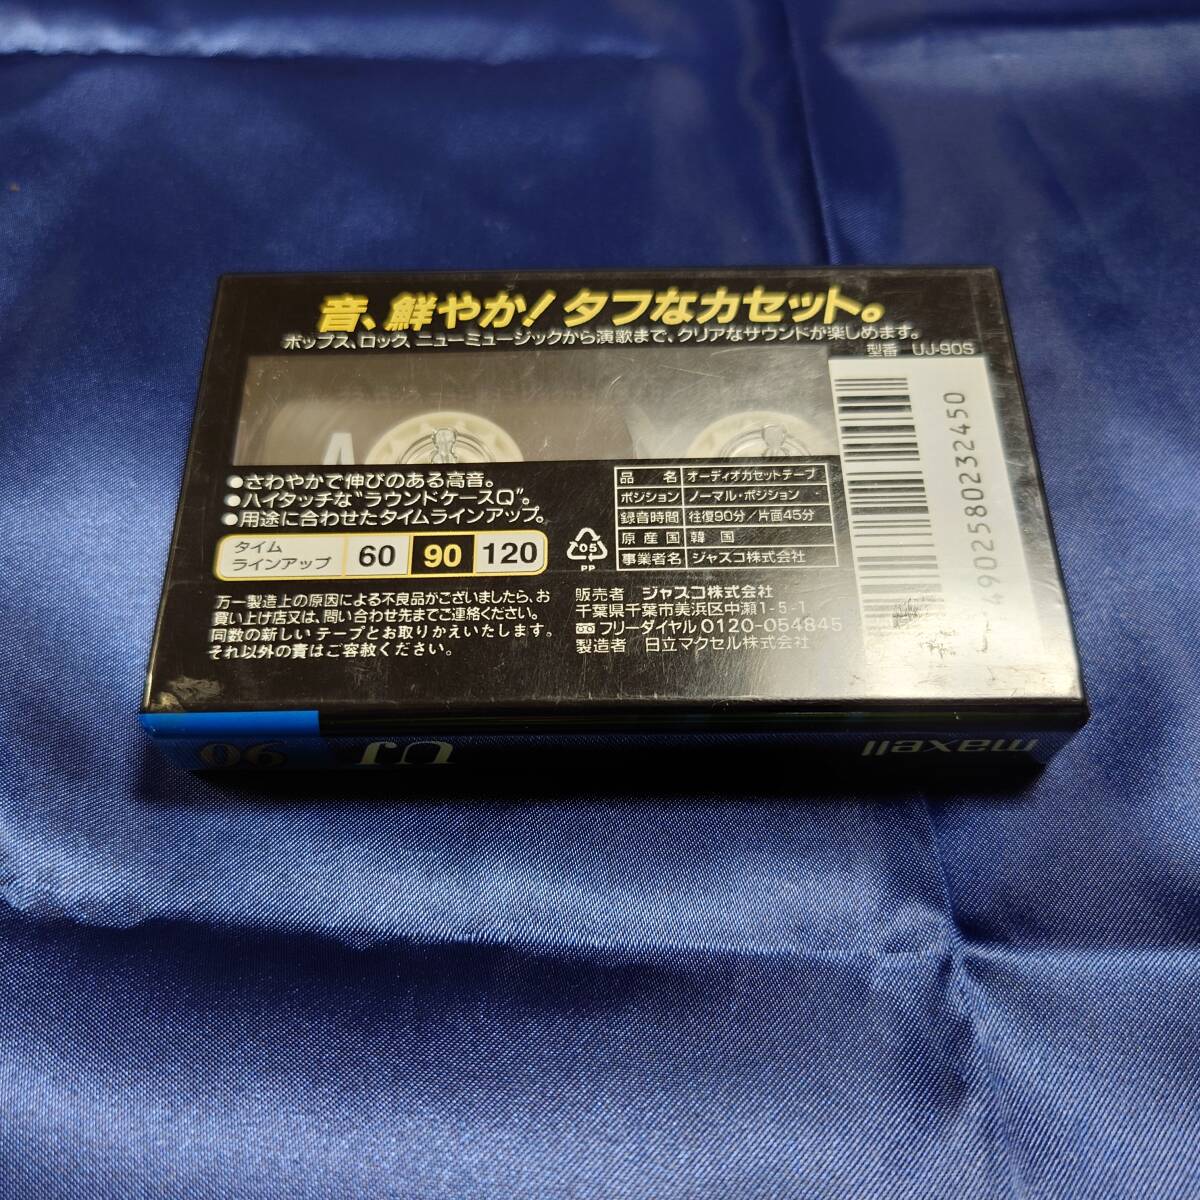 音、鮮やか!タフなカセット。
ポップス、ロック、ニューミュージックから演歌まで、クリアなサウンドが楽しめます。
型番 UJ-90S
A
●さわやかで伸びのある高音。
●ハイタッチな"ラウンドケースQ"。
●用途に合わせたタイムラインアップ。
タイム
ラインアップ 60 90 120
05
PP
品名 オーディオカセットテープ
ポジション ノーマル・ポジション
録音時間 往復90分/片面45分
原産国 韓国
事業者名 ジャスコ株式会社
万一製造上の原因による不良品がございましたら、お
買い上げ店又は、問い合わせ先までご連絡ください。
同数の新しいテープとお取りかえいたします。
それ以外の責はご容赦ください。
販売者 ジャスコ株式会社
千葉県千葉市美浜区中瀬1-5-1
フリーダイヤル0120-054845
製造者 日立マクセル株式会社
4902580232450
maxell
UJ
90